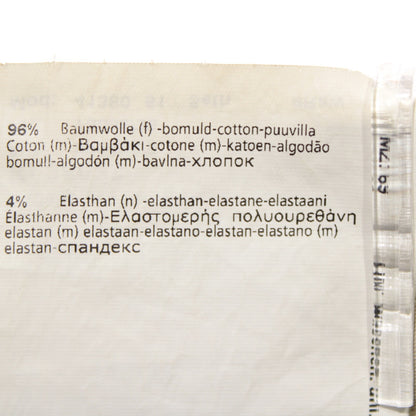 96% Baumwolle (f) -bomuld-cotton-puuvilla
Coton (m)-Βαμβάκι-cotone (m)-katoen-algodão
bomull-algodón (m)-bavlna-хлопок
4% Elasthan (n) -elasthan-elastane-elastaani
Élasthanne (m)-Ελαστομερής πολυουρεθάνη
elastan (m) elastaan-elastano-elastan-elastano (m)
elastan-спандекс